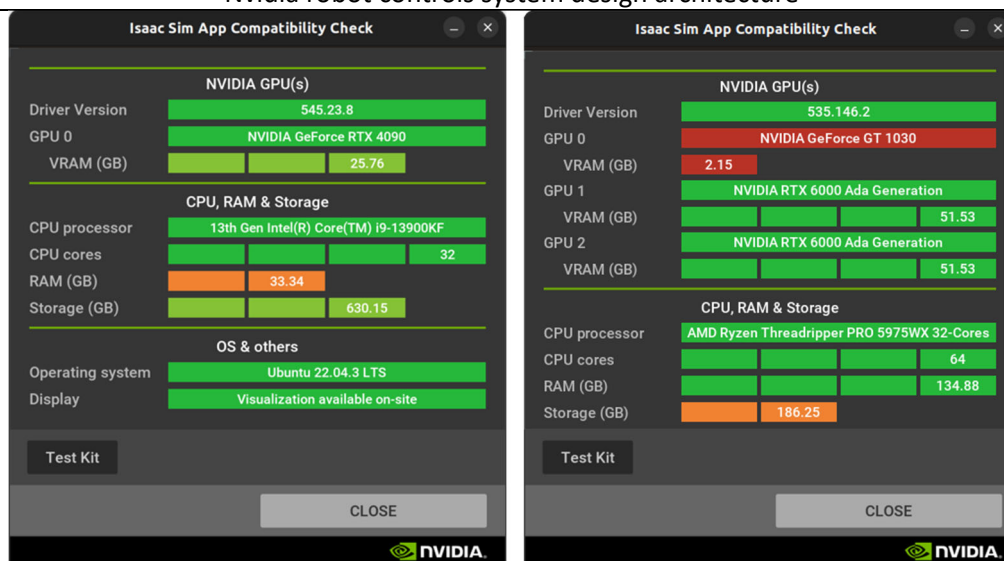 Nvidia robot controls system design architecture
Isaac Sim App Compatibility Check
NVIDIA GPU(s)
Driver Version 545.23.8
GPU 0 NVIDIA GeForce RTX 4090
VRAM (GB) 25.76
CPU, RAM & Storage
CPU processor 13th Gen Intel(R) Core(TM) i9-13900KF
CPU cores 32
RAM (GB) 33.34
Storage (GB) 630.15
OS & others
Operating system Ubuntu 22.04.3 LTS
Display Visualization available on-site
Test Kit
CLOSE
NVIDIA.
Isaac Sim App Compatibility Check
NVIDIA GPU(s)
Driver Version 535.146.2
GPU 0 NVIDIA GeForce GT 1030
VRAM (GB) 2.15
GPU 1 NVIDIA RTX 6000 Ada Generation
VRAM (GB) 51.53
GPU 2 NVIDIA RTX 6000 Ada Generation
VRAM (GB) 51.53
CPU, RAM & Storage
CPU processor AMD Ryzen Threadripper PRO 5975WX 32-Cores
CPU cores 64
RAM (GB) 134.88
Storage (GB) 186.25
Test Kit
CLOSE
NVIDIA.